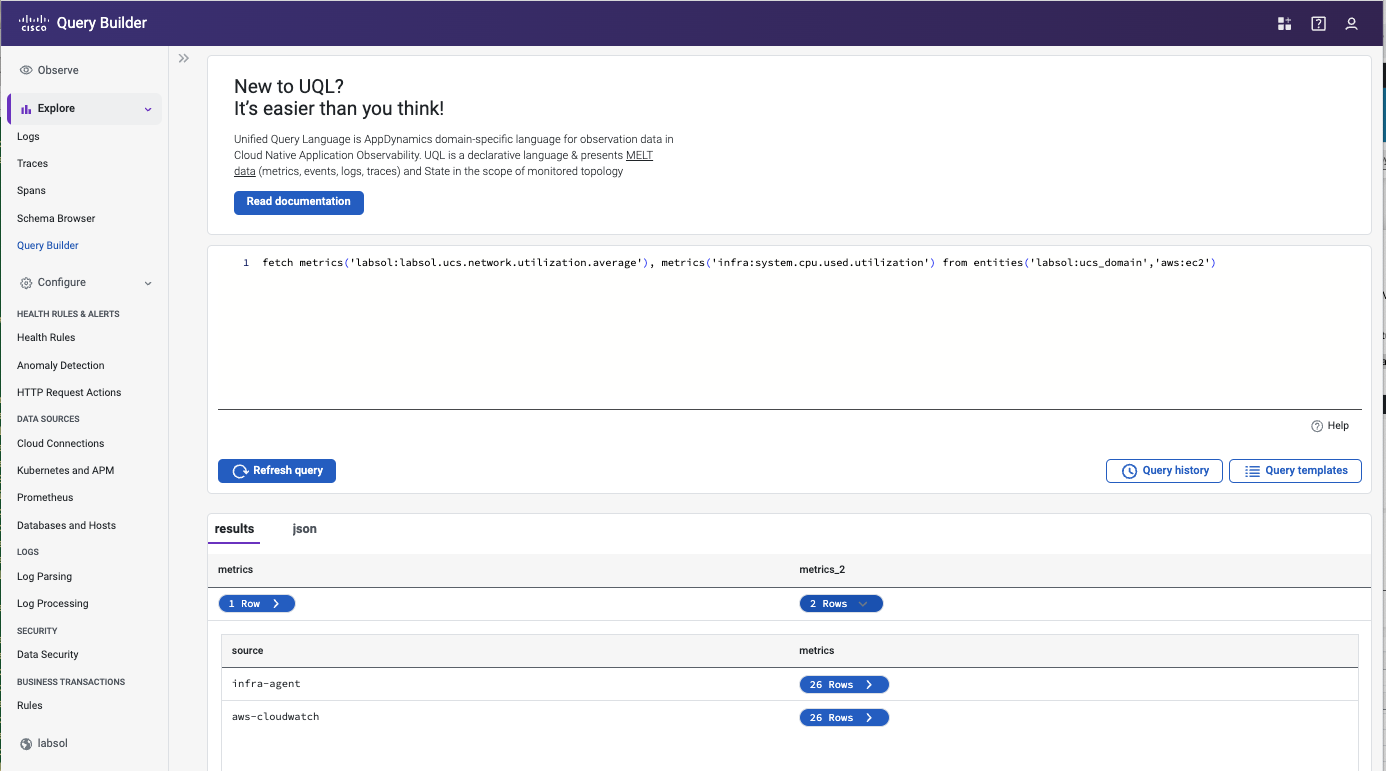 cisco Query Builder
Observe
Explore
Logs
Traces
Spans
Schema Browser
Query Builder
Configure
HEALTH RULES & ALERTS
Health Rules
Anomaly Detection
HTTP Request Actions
DATA SOURCES
Cloud Connections
Kubernetes and APM
Prometheus
Databases and Hosts
LOGS
Log Parsing
Log Processing
SECURITY
Data Security
BUSINESS TRANSACTIONS
Rules
labsol
New to UQL?
It’s easier than you think!
Unified Query Language is AppDynamics domain-specific language for observation data in
Cloud Native Application Observability. UQL is a declarative language & presents MELT
data (metrics, events, logs, traces) and State in the scope of monitored topology
Read documentation
1 fetch metrics('labsol:labsol.ucs.network.utilization.average'), metrics('infra:system.cpu.used.utilization') from entities('labsol:ucs_domain','aws:ec2')
Help
Refresh query
Query history
Query templates
results json
metrics metrics_2
1 Row 2 Rows
source metrics
infra-agent 26 Rows
aws-cloudwatch 26 Rows